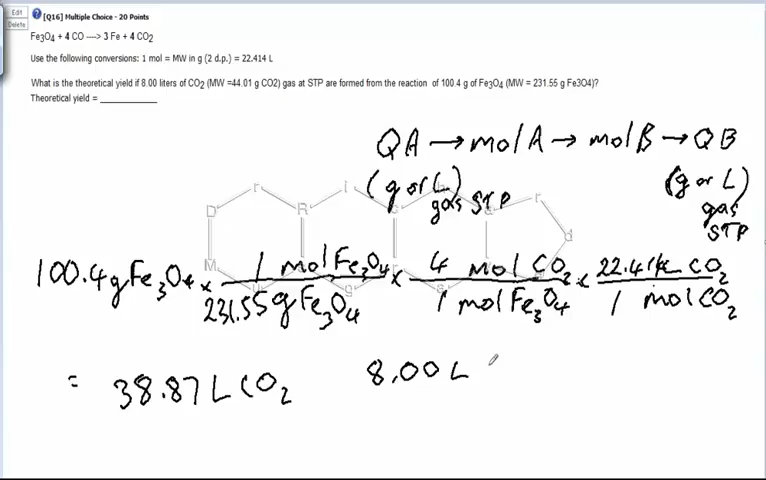 Edit
Delete
[Q16] Multiple Choice - 20 Points
Fe3O4 + 4 CO ----> 3 Fe + 4 CO2
Use the following conversions: 1 mol = MW in g (2 d.p.) = 22.414 L
What is the theoretical yield if 8.00 liters of CO2 (MW =44.01 g CO2) gas at STP are formed from the reaction of 100.4 g of Fe3O4 (MW = 231.55 g Fe3O4)?
Theoretical yield = ___________
QA → mol A → mol B → QB
(g or L) (g or L)
gas STP gas
STP
100.4 g Fe3O4 × 1 mol Fe3O4 / 231.55 g Fe3O4 × 4 mol CO2 / 1 mol Fe3O4 × 22.414 L CO2 / 1 mol CO2
= 38.87 L CO2 8.00 L